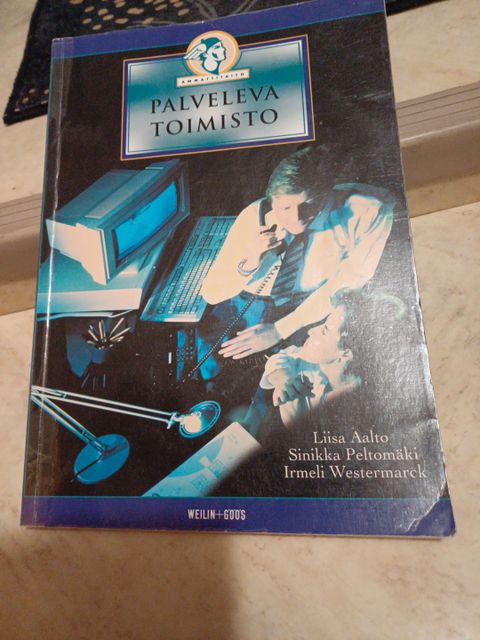 AMMATTITAITO
PALVELEVA
TOIMISTO
Liisa Aalto
Sinikka Peltomäki
Irmeli Westermarck
WEILIN+GÖÖS